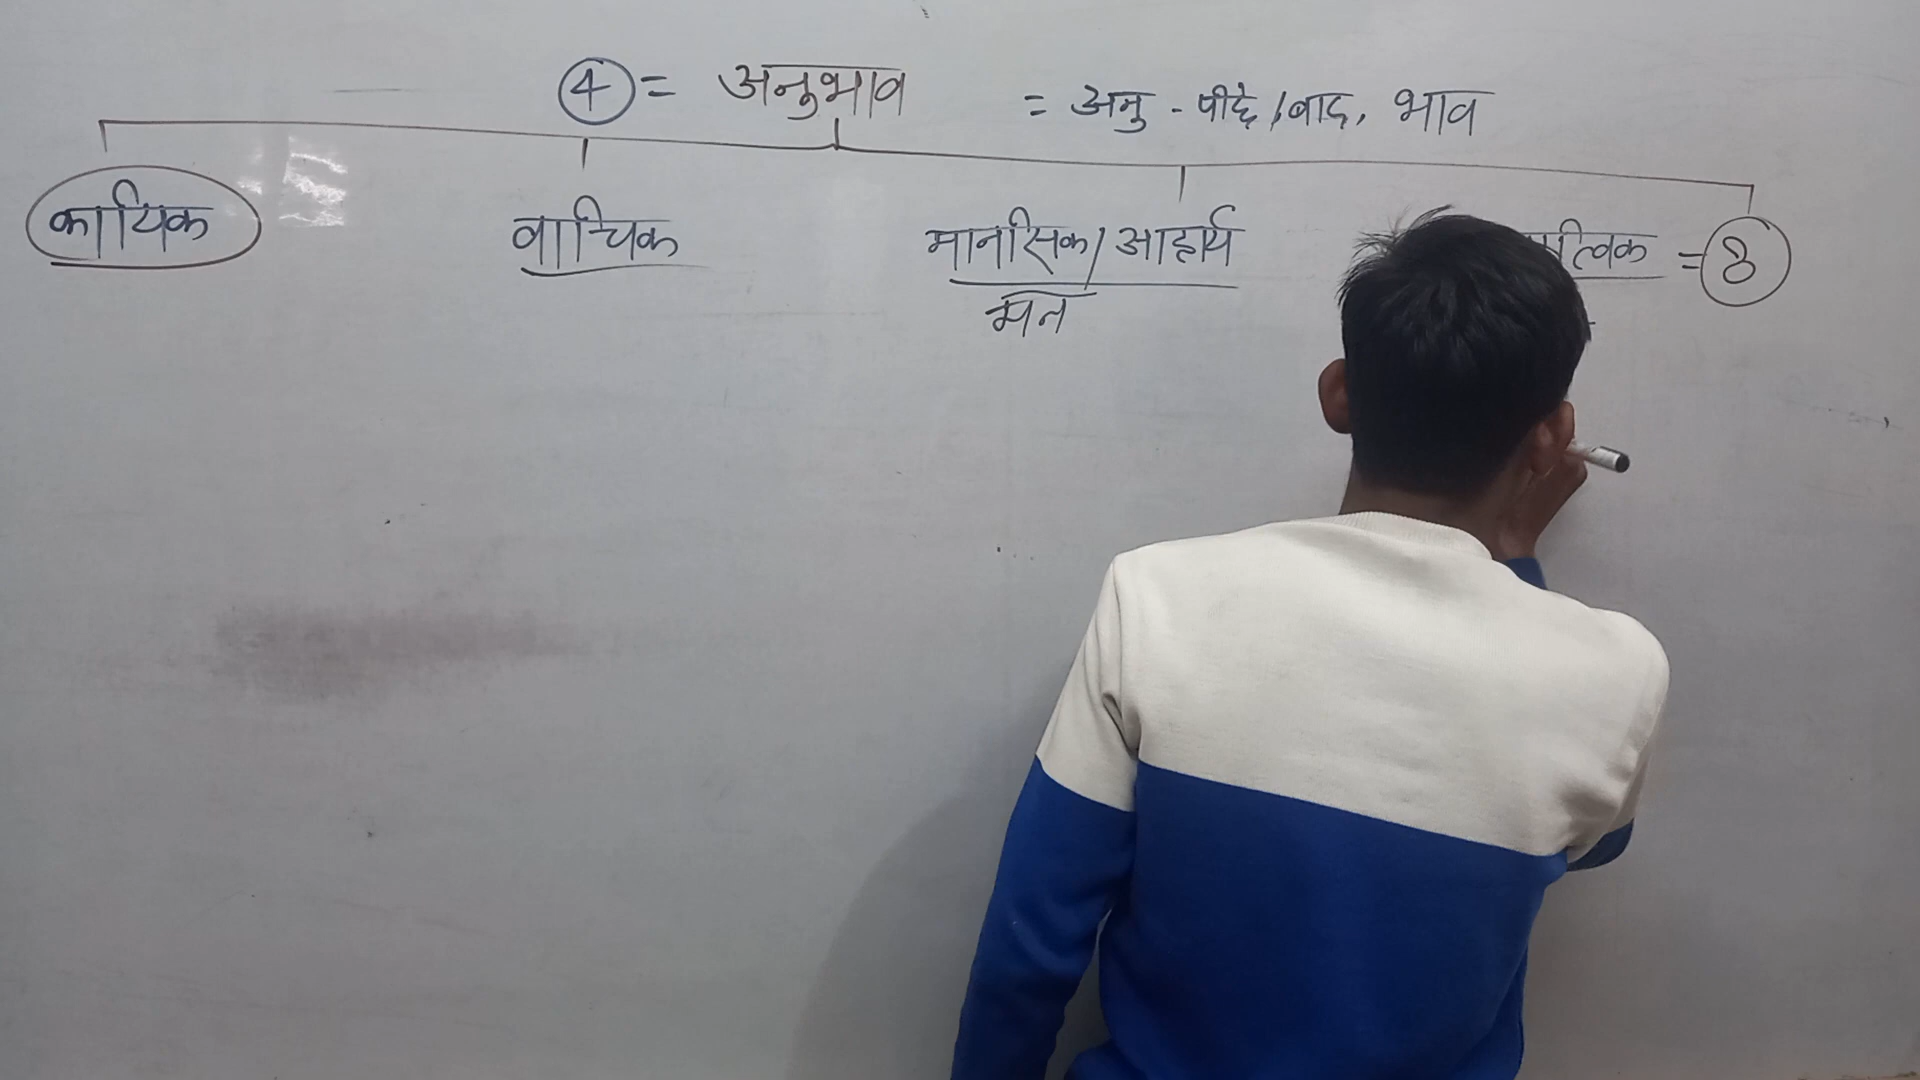 4 = अनुभाव = अनु - पीछे / बाद, भाव
कायिक वाचिक मानसिक / आहार्य = 8
मन